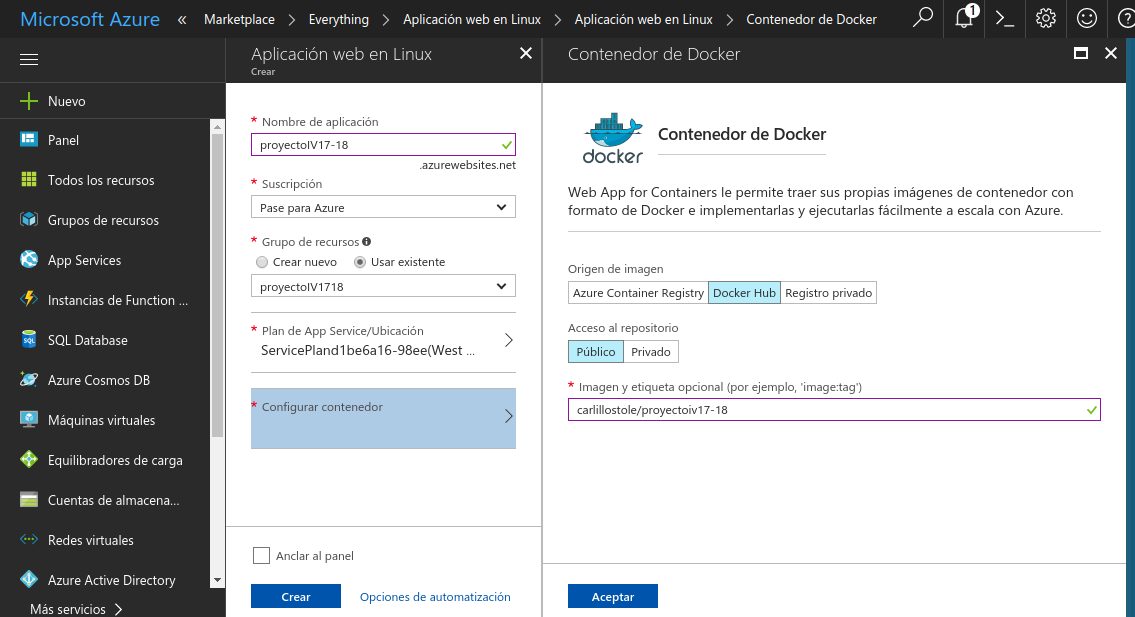 Microsoft Azure « Marketplace > Everything > Aplicación web en Linux > Aplicación web en Linux > Contenedor de Docker
1
Nuevo
Panel
Todos los recursos
Grupos de recursos
App Services
Instancias de Function ...
SQL Database
Azure Cosmos DB
Máquinas virtuales
Equilibradores de carga
Cuentas de almacena...
Redes virtuales
Azure Active Directory
Más servicios >
Aplicación web en Linux
Crear
* Nombre de aplicación
proyectoIV17-18
.azurewebsites.net
* Suscripción
Pase para Azure
* Grupo de recursos
Crear nuevo Usar existente
proyectoIV1718
* Plan de App Service/Ubicación
ServicePland1be6a16-98ee(West ...
* Configurar contenedor
Anclar al panel
Crear Opciones de automatización
Contenedor de Docker
docker
Contenedor de Docker
Web App for Containers le permite traer sus propias imágenes de contenedor con
formato de Docker e implementarlas y ejecutarlas fácilmente a escala con Azure.
Origen de imagen
Azure Container Registry Docker Hub Registro privado
Acceso al repositorio
Público Privado
* Imagen y etiqueta opcional (por ejemplo, 'image:tag')
carlillostole/proyectoiv17-18
Aceptar